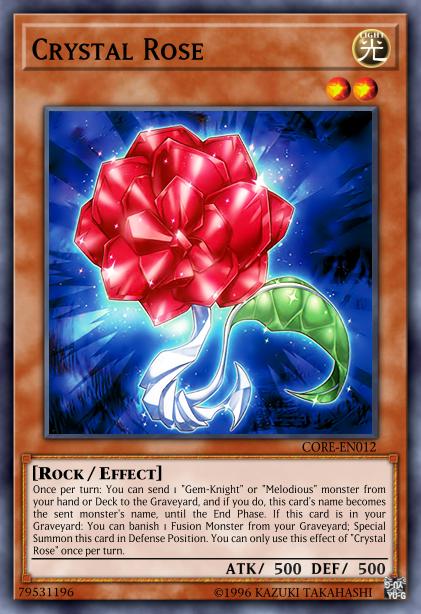 CRYSTAL ROSE
LIGHT
光
CORE-EN012
[ROCK / EFFECT]
Once per turn: You can send 1 "Gem-Knight" or "Melodious" monster from
your hand or Deck to the Graveyard, and if you do, this card's name becomes
the sent monster's name, until the End Phase. If this card is in your
Graveyard: You can banish 1 Fusion Monster from your Graveyard; Special
Summon this card in Defense Position. You can only use this effect of "Crystal
Rose" once per turn.
ATK/ 500 DEF/ 500
79531196
©1996 KAZUKI TAKAHASHI